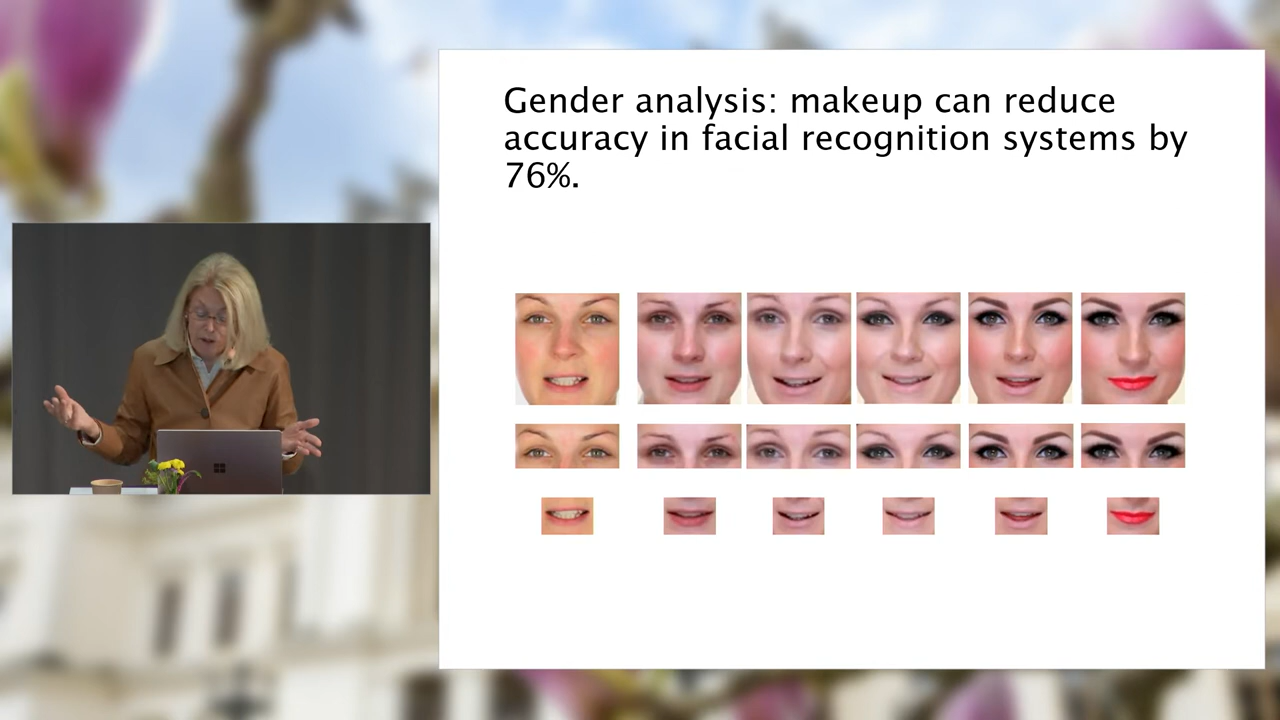 Gender analysis: makeup can reduce
accuracy in facial recognition systems by
76%.